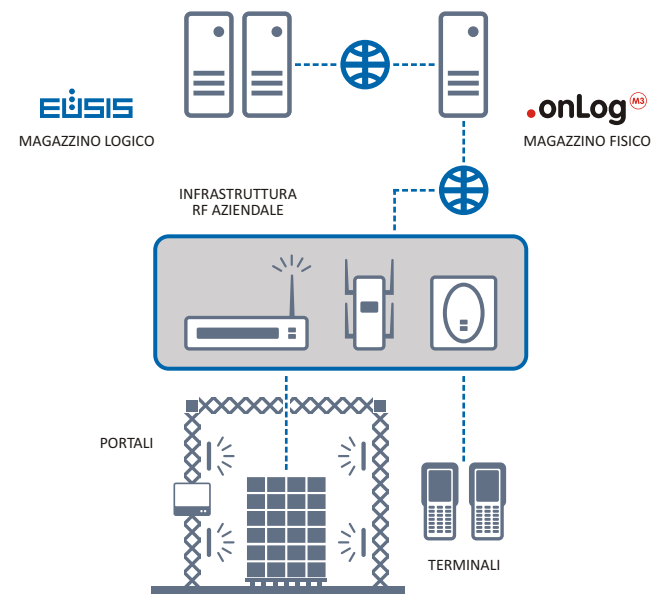 EUSIS
MAGAZZINO LOGICO
.onLog M3
MAGAZZINO FISICO
INFRASTRUTTURA
RF AZIENDALE
PORTALI
TERMINALI